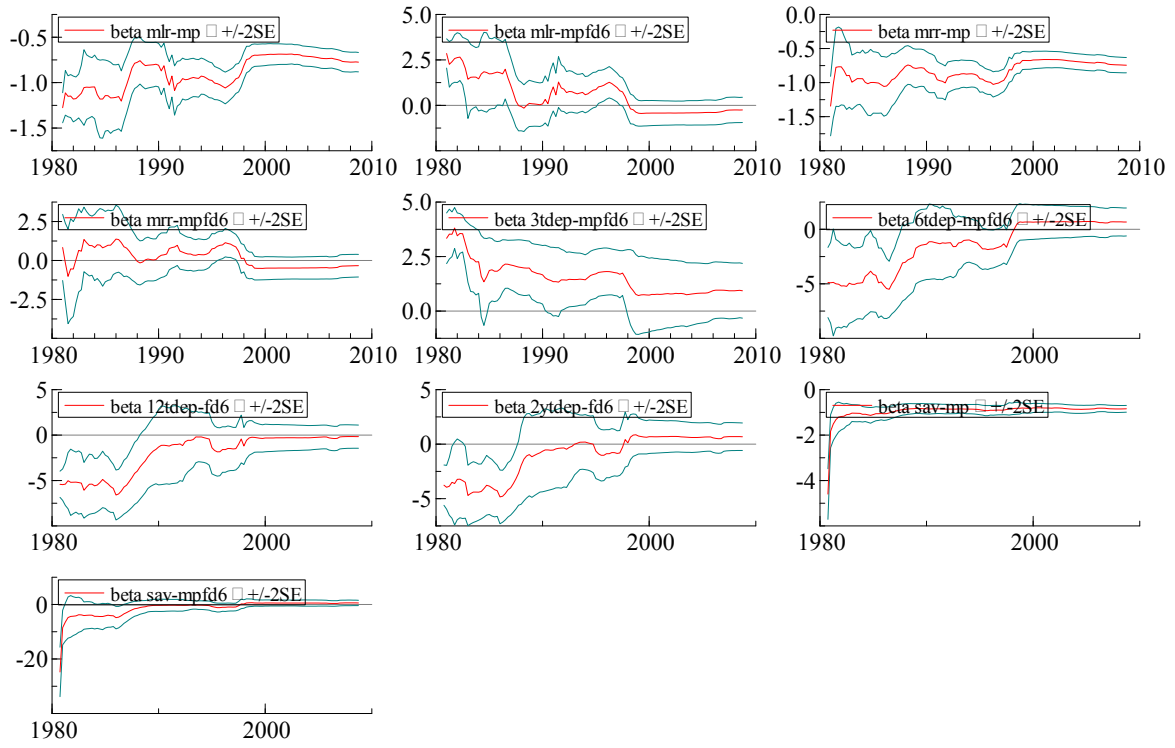 beta mlr-mp □ +/-2SE
beta mlr-mpfd6 □ +/-2SE
beta mrr-mp □ +/-2SE
-0.5
-1.0
-1.5
5.0
2.5
0.0
0.0
-0.5
-1.0
-1.5
1980 1990 2000 2010
1980 1990 2000 2010
1980 1990 2000 2010
beta mrr-mpfd6 □ +/-2SE
beta 3tdep-mpfd6 □ +/-2SE
beta 6tdep-mpfd6 □ +/-2SE
2.5
0.0
-2.5
5.0
2.5
0.0
0
-5
1980 1990 2000 2010
1980 1990 2000 2010
1980 2000
beta 12tdep-fd6 □ +/-2SE
beta 2ytdep-fd6 □ +/-2SE
beta sav-mp □ +/-2SE
5
0
-5
5
0
-5
0
-2
-4
1980 2000
1980 2000
1980 2000
beta sav-mpfd6 □ +/-2SE
0
-20
1980 2000